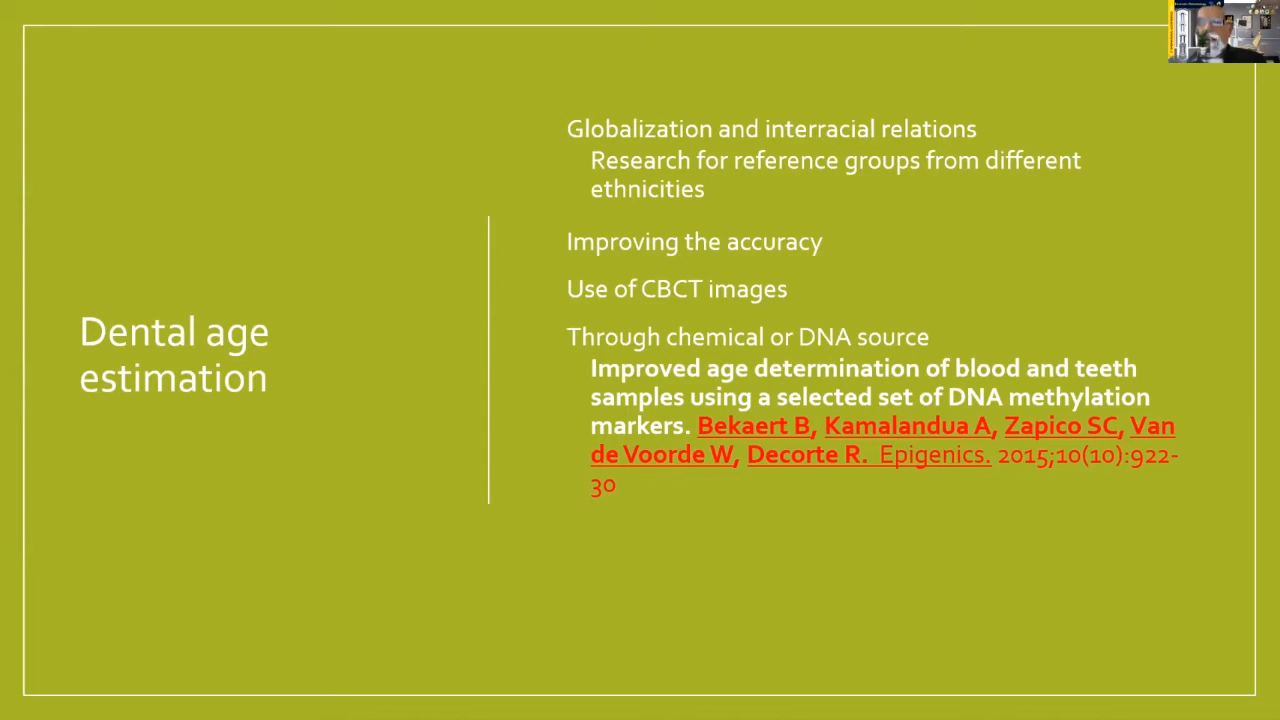 Dental age
estimation
Globalization and interracial relations
Research for reference groups from different
ethnicities
Improving the accuracy
Use of CBCT images
Through chemical or DNA source
Improved age determination of blood and teeth
samples using a selected set of DNA methylation
markers. Bekaert B, Kamalandua A, Zapico SC, Van
de Voorde W, Decorte R. Epigenics. 2015;10(10):922-
30